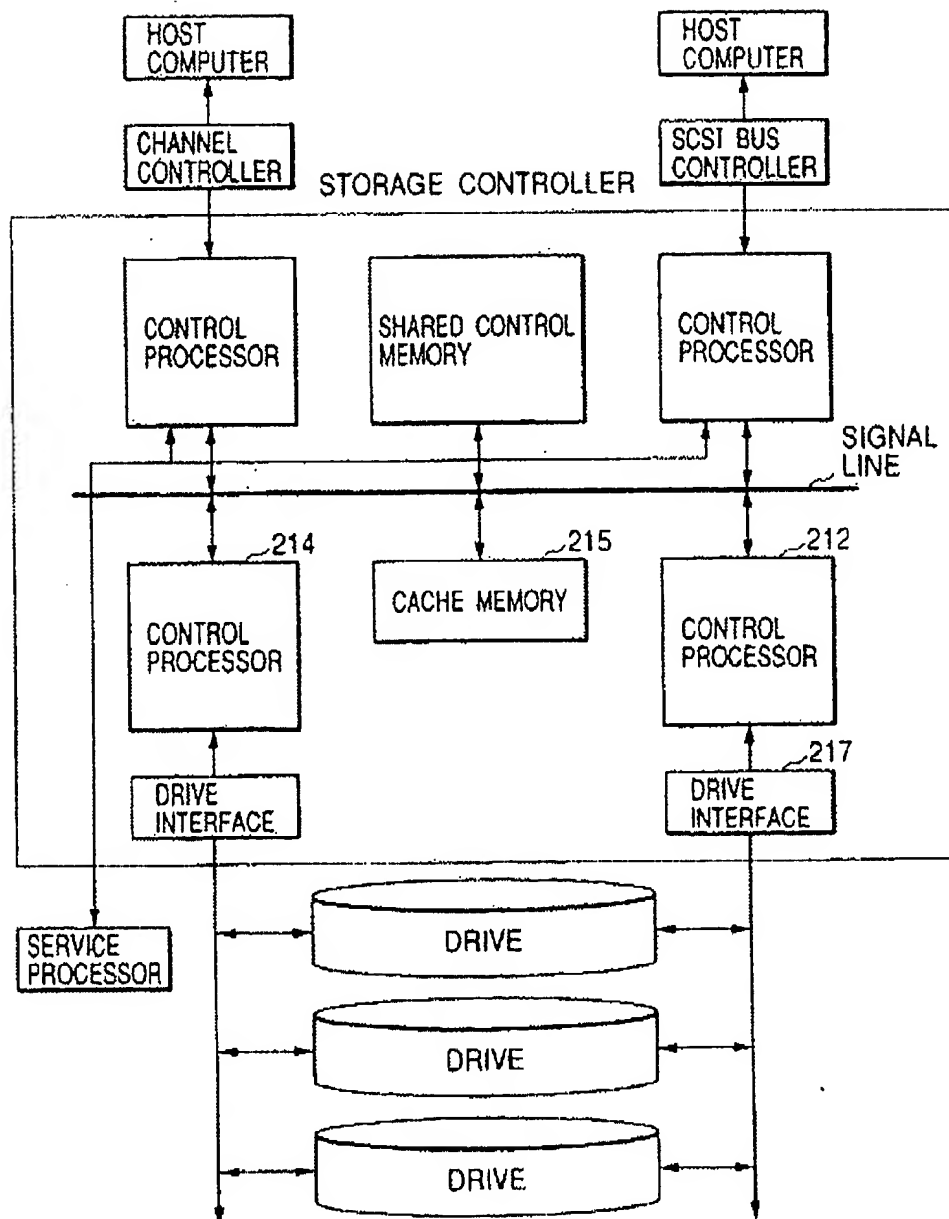 HOST
COMPUTER
HOST
COMPUTER
CHANNEL
CONTROLLER
SCSI BUS
CONTROLLER
STORAGE CONTROLLER
CONTROL
PROCESSOR
SHARED CONTROL
MEMORY
CONTROL
PROCESSOR
SIGNAL
LINE
214
215
212
CONTROL
PROCESSOR
CACHE MEMORY
CONTROL
PROCESSOR
217
DRIVE
INTERFACE
DRIVE
INTERFACE
SERVICE
PROCESSOR
DRIVE
DRIVE
DRIVE